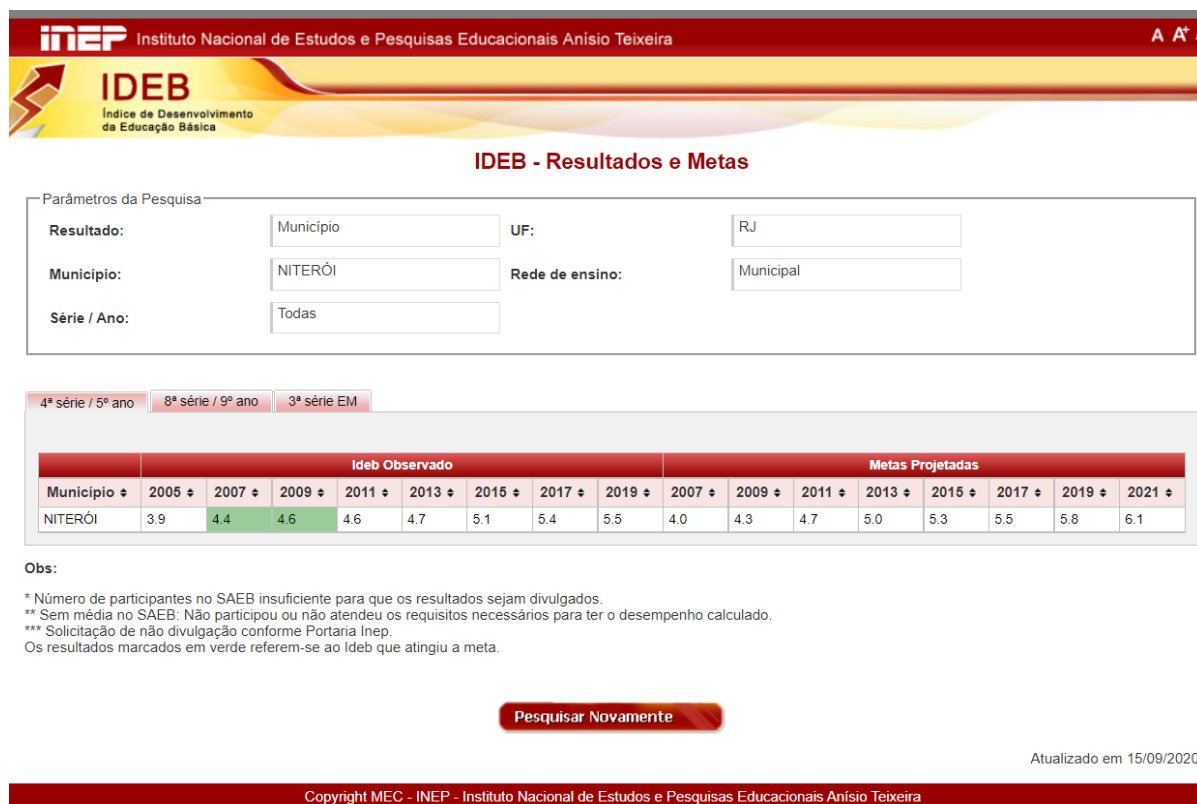 inep Instituto Nacional de Estudos e Pesquisas Educacionais Anísio Teixeira A A+
IDEB
Índice de Desenvolvimento
da Educação Básica
IDEB - Resultados e Metas
Parâmetros da Pesquisa
Resultado: Município UF: RJ
Município: NITERÓI Rede de ensino: Municipal
Série / Ano: Todas
4ª série / 5º ano 8ª série / 9º ano 3ª série EM
Ideb Observado Metas Projetadas
Município 2005 2007 2009 2011 2013 2015 2017 2019 2007 2009 2011 2013 2015 2017 2019 2021
NITERÓI 3.9 4.4 4.6 4.6 4.7 5.1 5.4 5.5 4.0 4.3 4.7 5.0 5.3 5.5 5.8 6.1
Obs:
* Número de participantes no SAEB insuficiente para que os resultados sejam divulgados.
** Sem média no SAEB: Não participou ou não atendeu os requisitos necessários para ter o desempenho calculado.
*** Solicitação de não divulgação conforme Portaria Inep.
Os resultados marcados em verde referem-se ao Ideb que atingiu a meta.
Pesquisar Novamente
Atualizado em 15/09/2020
Copyright MEC - INEP - Instituto Nacional de Estudos e Pesquisas Educacionais Anísio Teixeira